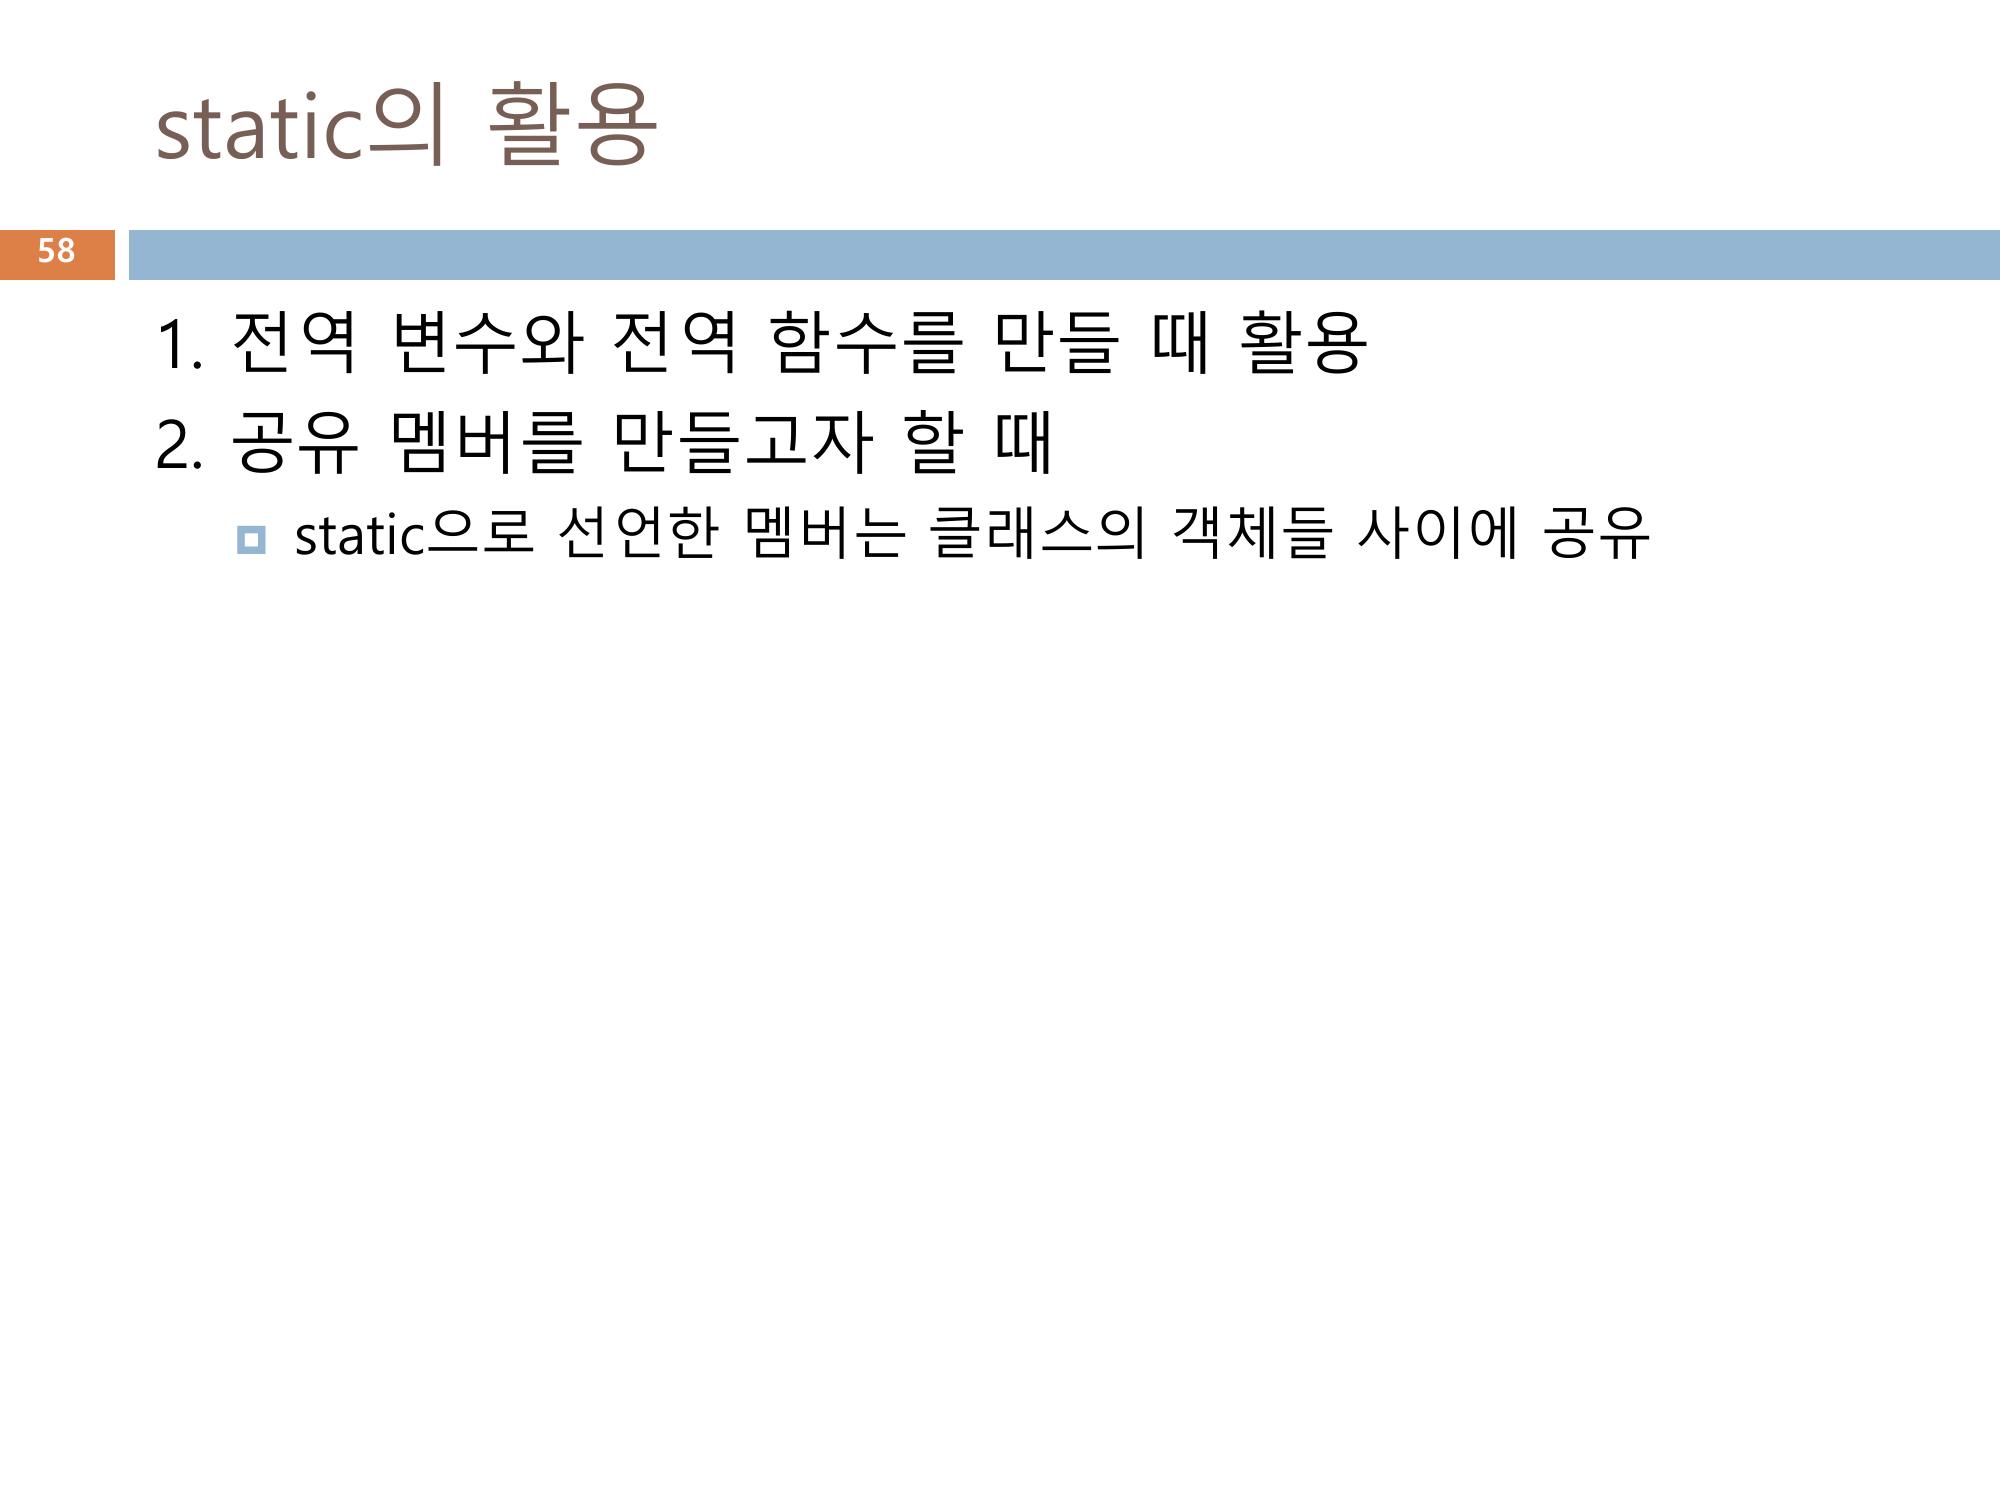 static의 활용
58
1. 전역 변수와 전역 함수를 만들 때 활용
2. 공유 멤버를 만들고자 할 때
static으로 선언한 멤버는 클래스의 객체들 사이에 공유